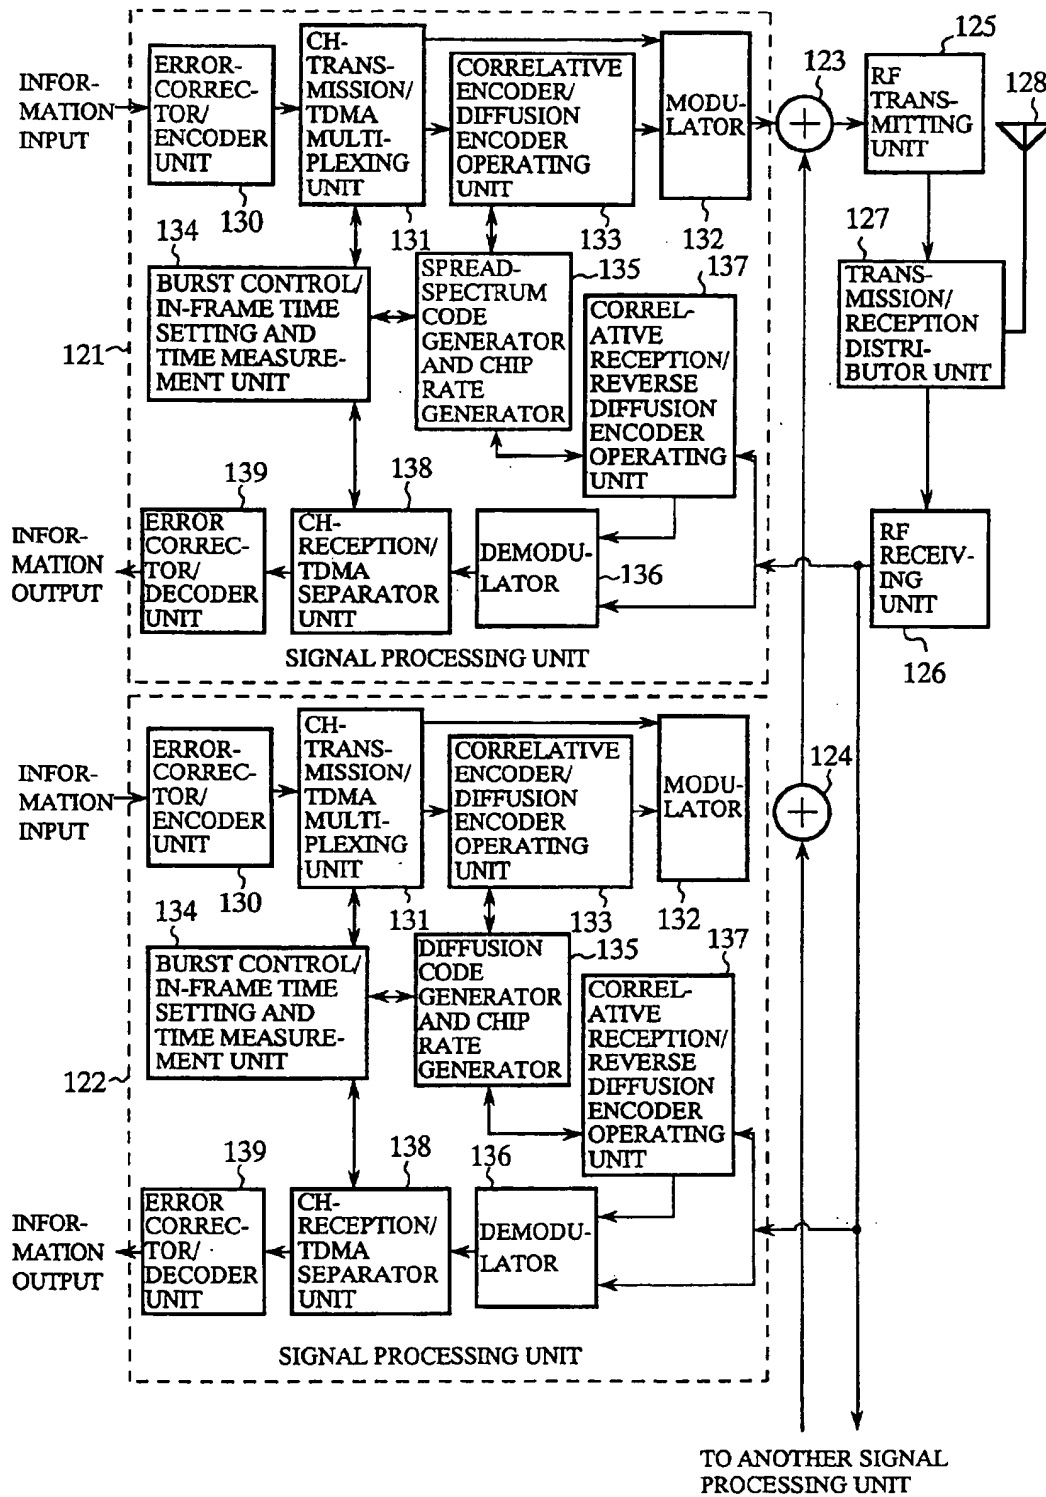 INFOR-
MATION
INPUT
ERROR-
CORREC-
TOR/
ENCODER
UNIT
130
CH-
TRANS-
MISSION/
TDMA
MULTI-
PLEXING
UNIT
131
CORRELATIVE
ENCODER/
DIFFUSION
ENCODER
OPERATING
UNIT
133
MODU-
LATOR
132
123
125
RF
TRANS-
MITTING
UNIT
128
134
BURST CONTROL/
IN-FRAME TIME
SETTING AND
TIME MEASURE-
MENT UNIT
121
135
SPREAD-
SPECTRUM
CODE
GENERATOR
AND CHIP
RATE
GENERATOR
137
CORREL-
ATIVE
RECEPTION/
REVERSE
DIFFUSION
ENCODER
OPERATING
UNIT
127
TRANS-
MISSION/
RECEPTION
DISTRI-
BUTOR UNIT
139
ERROR
CORREC-
TOR/
DECODER
UNIT
INFOR-
MATION
OUTPUT
138
CH-
RECEPTION/
TDMA
SEPARATOR
UNIT
DEMODU-
LATOR
136
RF
RECEIV-
ING
UNIT
126
SIGNAL PROCESSING UNIT
INFOR-
MATION
INPUT
ERROR-
CORREC-
TOR/
ENCODER
UNIT
130
CH-
TRANS-
MISSION/
TDMA
MULTI-
PLEXING
UNIT
131
CORRELATIVE
ENCODER/
DIFFUSION
ENCODER
OPERATING
UNIT
133
MODU-
LATOR
132
124
134
BURST CONTROL/
IN-FRAME TIME
SETTING AND
TIME MEASURE-
MENT UNIT
122
135
DIFFUSION
CODE
GENERATOR
AND CHIP
RATE
GENERATOR
137
CORREL-
ATIVE
RECEPTION/
REVERSE
DIFFUSION
ENCODER
OPERATING
UNIT
139
ERROR
CORREC-
TOR/
DECODER
UNIT
INFOR-
MATION
OUTPUT
138
CH-
RECEPTION/
TDMA
SEPARATOR
UNIT
136
DEMODU-
LATOR
SIGNAL PROCESSING UNIT
TO ANOTHER SIGNAL
PROCESSING UNIT